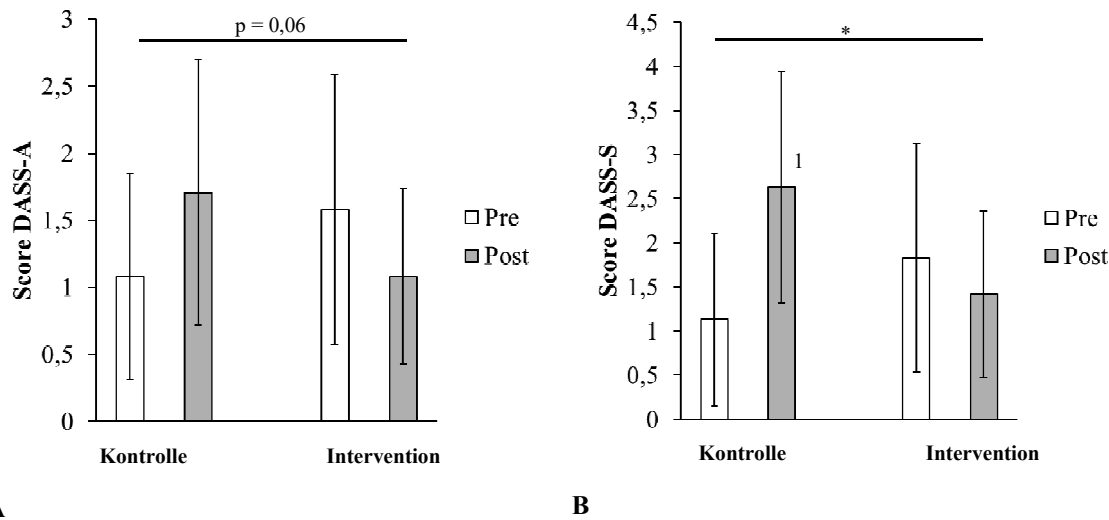 3
2,5
2
1,5
1
0,5
0
Score DASS-A
p = 0,06
Kontrolle
Intervention
Pre
Post
A
4,5
4
3,5
3
2,5
2
1,5
1
0,5
0
Score DASS-S
*
1
Kontrolle
Intervention
Pre
Post
B